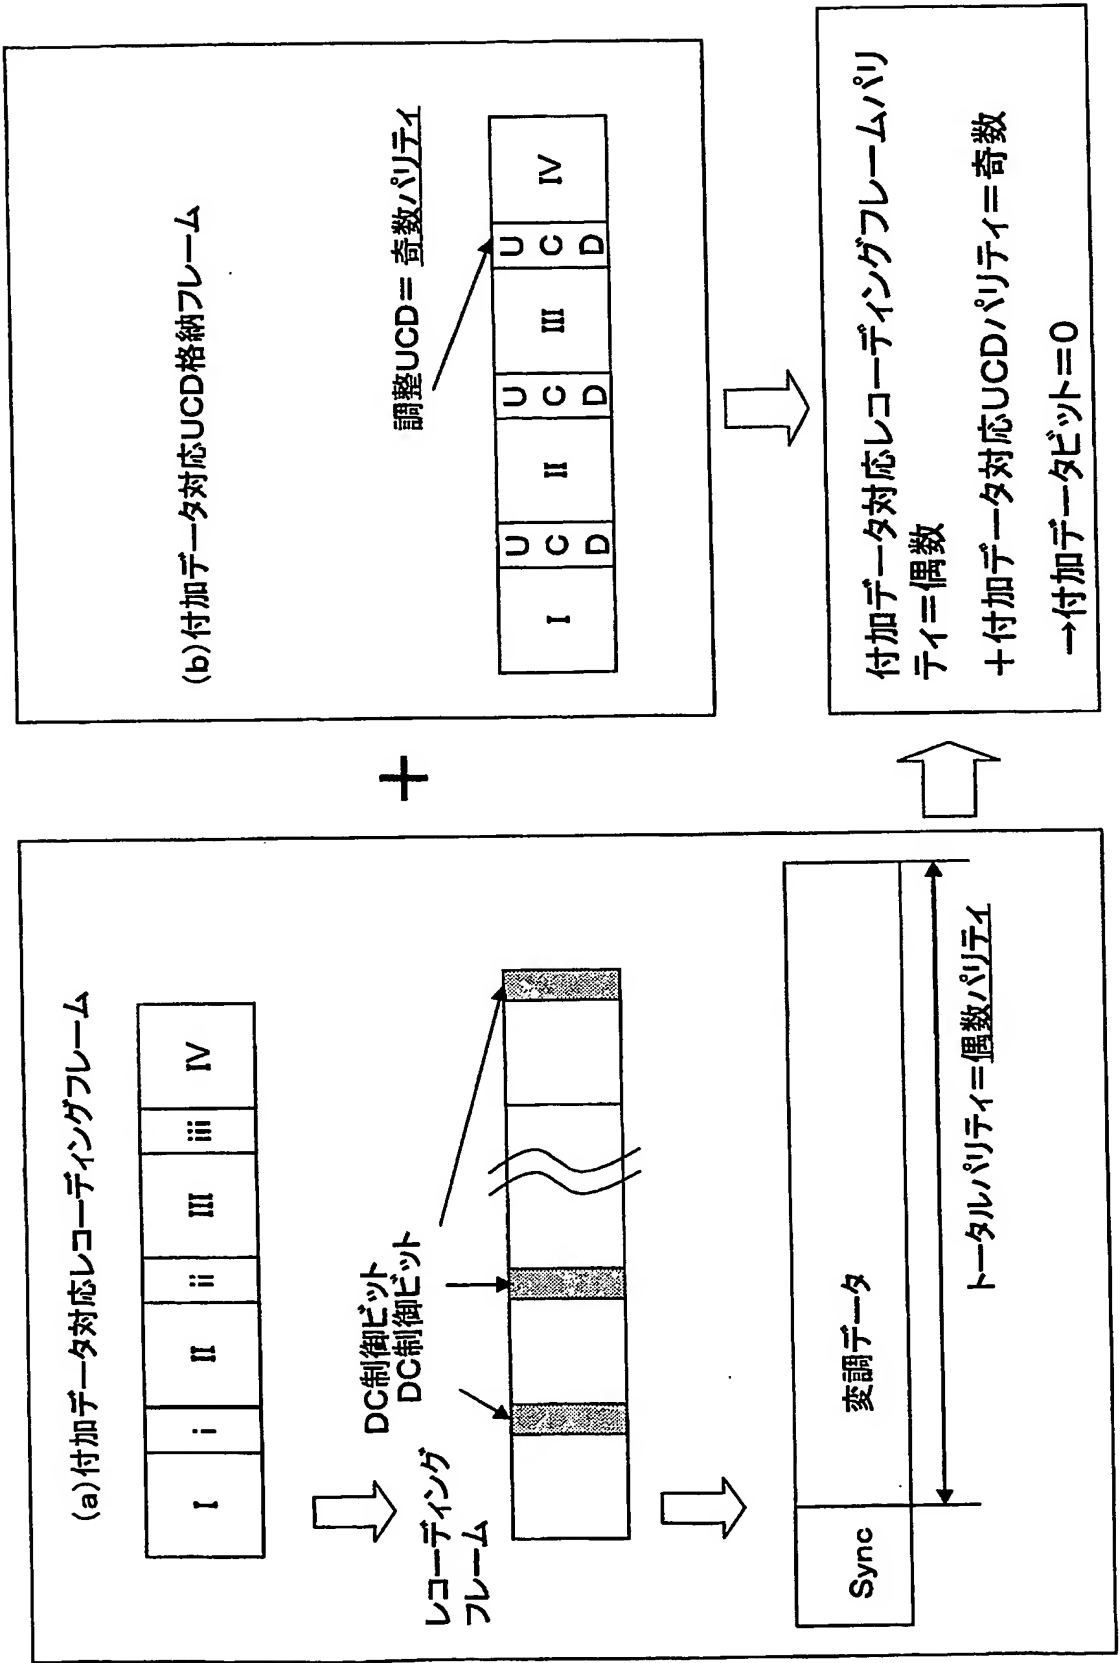 (a)付加データ対応レコーディングフレーム
I i II ii III iii IV
レコーディング
フレーム
DC制御ビット
DC制御ビット
Sync 変調データ
トータルパリティ=偶数パリティ
+
(b)付加データ対応UCD格納フレーム
調整UCD= 奇数パリティ
I UCD II UCD III UCD IV
付加データ対応レコーディングフレームパリ
ティ=偶数
+付加データ対応UCDパリティ=奇数
→付加データビット=0